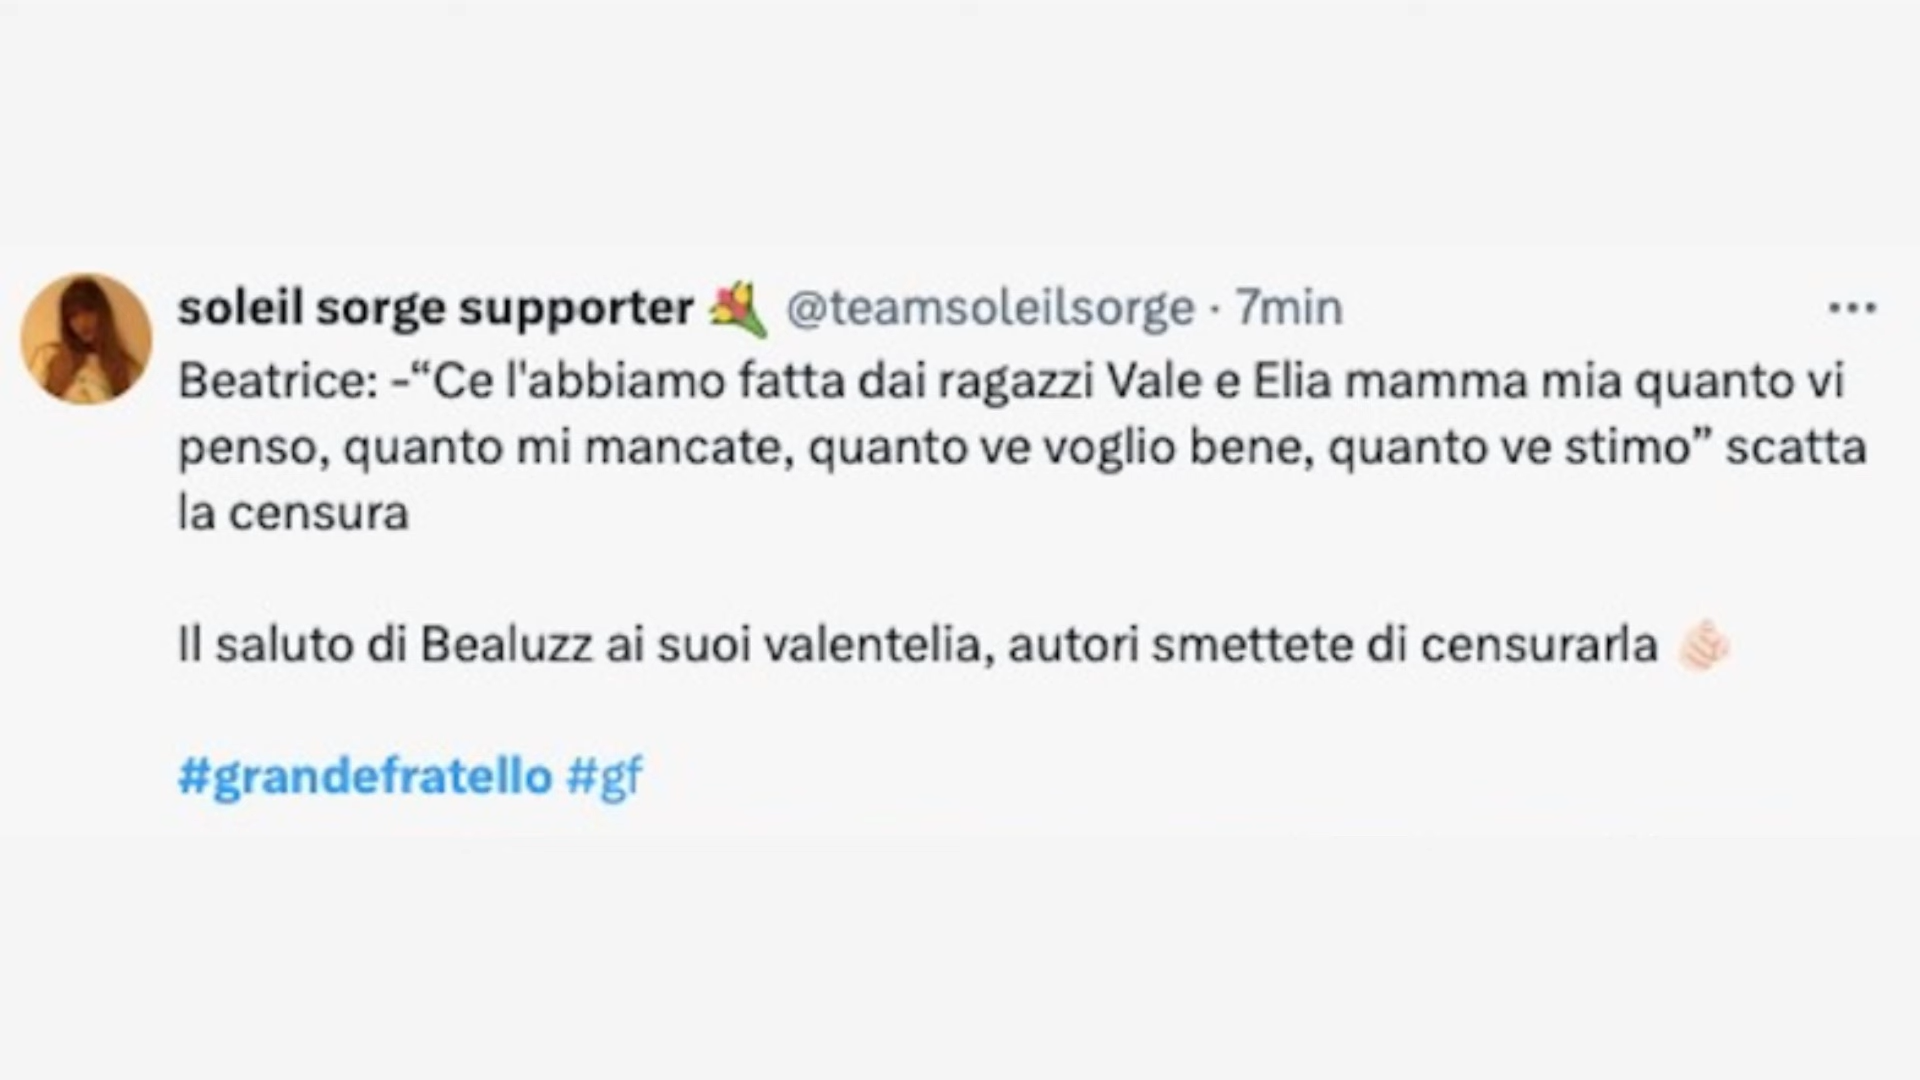 soleil sorge supporter 💐 @teamsoleilsorge · 7min
Beatrice: -“Ce l'abbiamo fatta dai ragazzi Vale e Elia mamma mia quanto vi
penso, quanto mi mancate, quanto ve voglio bene, quanto ve stimo” scatta
la censura
Il saluto di Bealuzz ai suoi valentelia, autori smettete di censurarla 🫵🏻
#grandefratello #gf